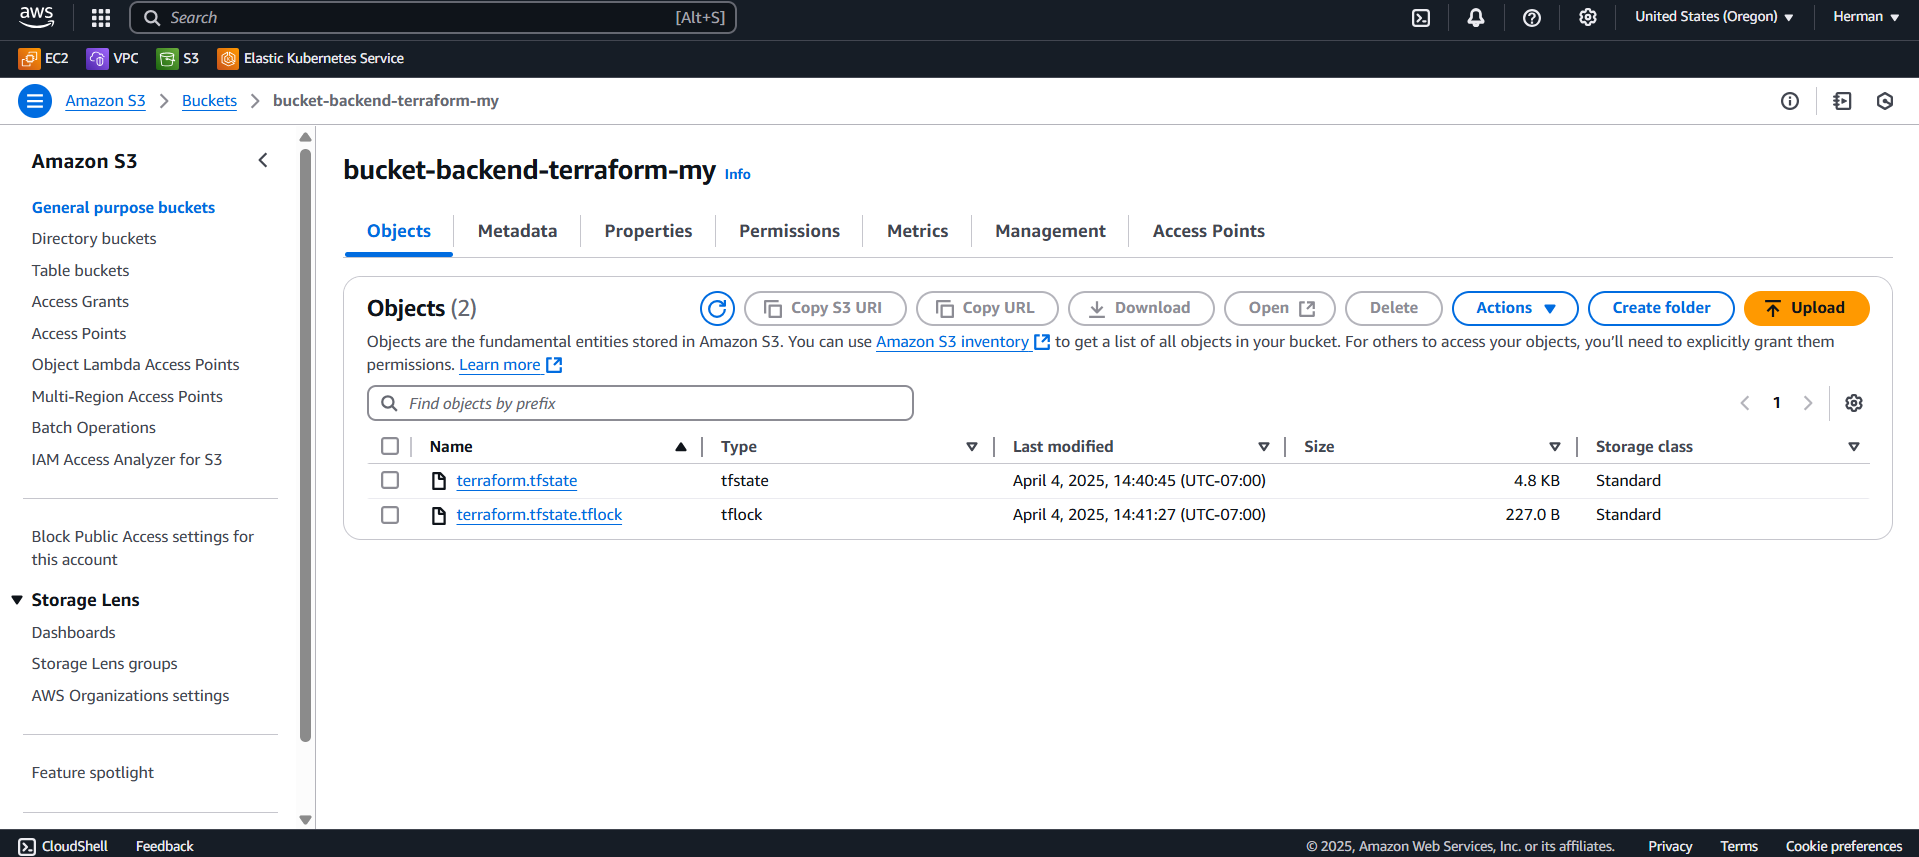 aws
Search [Alt+S]
United States (Oregon)
Herman
EC2 VPC S3 Elastic Kubernetes Service
Amazon S3 Buckets bucket-backend-terraform-my
Amazon S3
General purpose buckets
Directory buckets
Table buckets
Access Grants
Access Points
Object Lambda Access Points
Multi-Region Access Points
Batch Operations
IAM Access Analyzer for S3
Block Public Access settings for
this account
Storage Lens
Dashboards
Storage Lens groups
AWS Organizations settings
Feature spotlight
bucket-backend-terraform-my Info
Objects Metadata Properties Permissions Metrics Management Access Points
Objects (2) Copy S3 URI Copy URL Download Open Delete Actions Create folder Upload
Objects are the fundamental entities stored in Amazon S3. You can use Amazon S3 inventory to get a list of all objects in your bucket. For others to access your objects, you’ll need to explicitly grant them
permissions. Learn more
Find objects by prefix
1
Name Type Last modified Size Storage class
terraform.tfstate tfstate April 4, 2025, 14:40:45 (UTC-07:00) 4.8 KB Standard
terraform.tfstate.tflock tflock April 4, 2025, 14:41:27 (UTC-07:00) 227.0 B Standard
CloudShell Feedback © 2025, Amazon Web Services, Inc. or its affiliates. Privacy Terms Cookie preferences